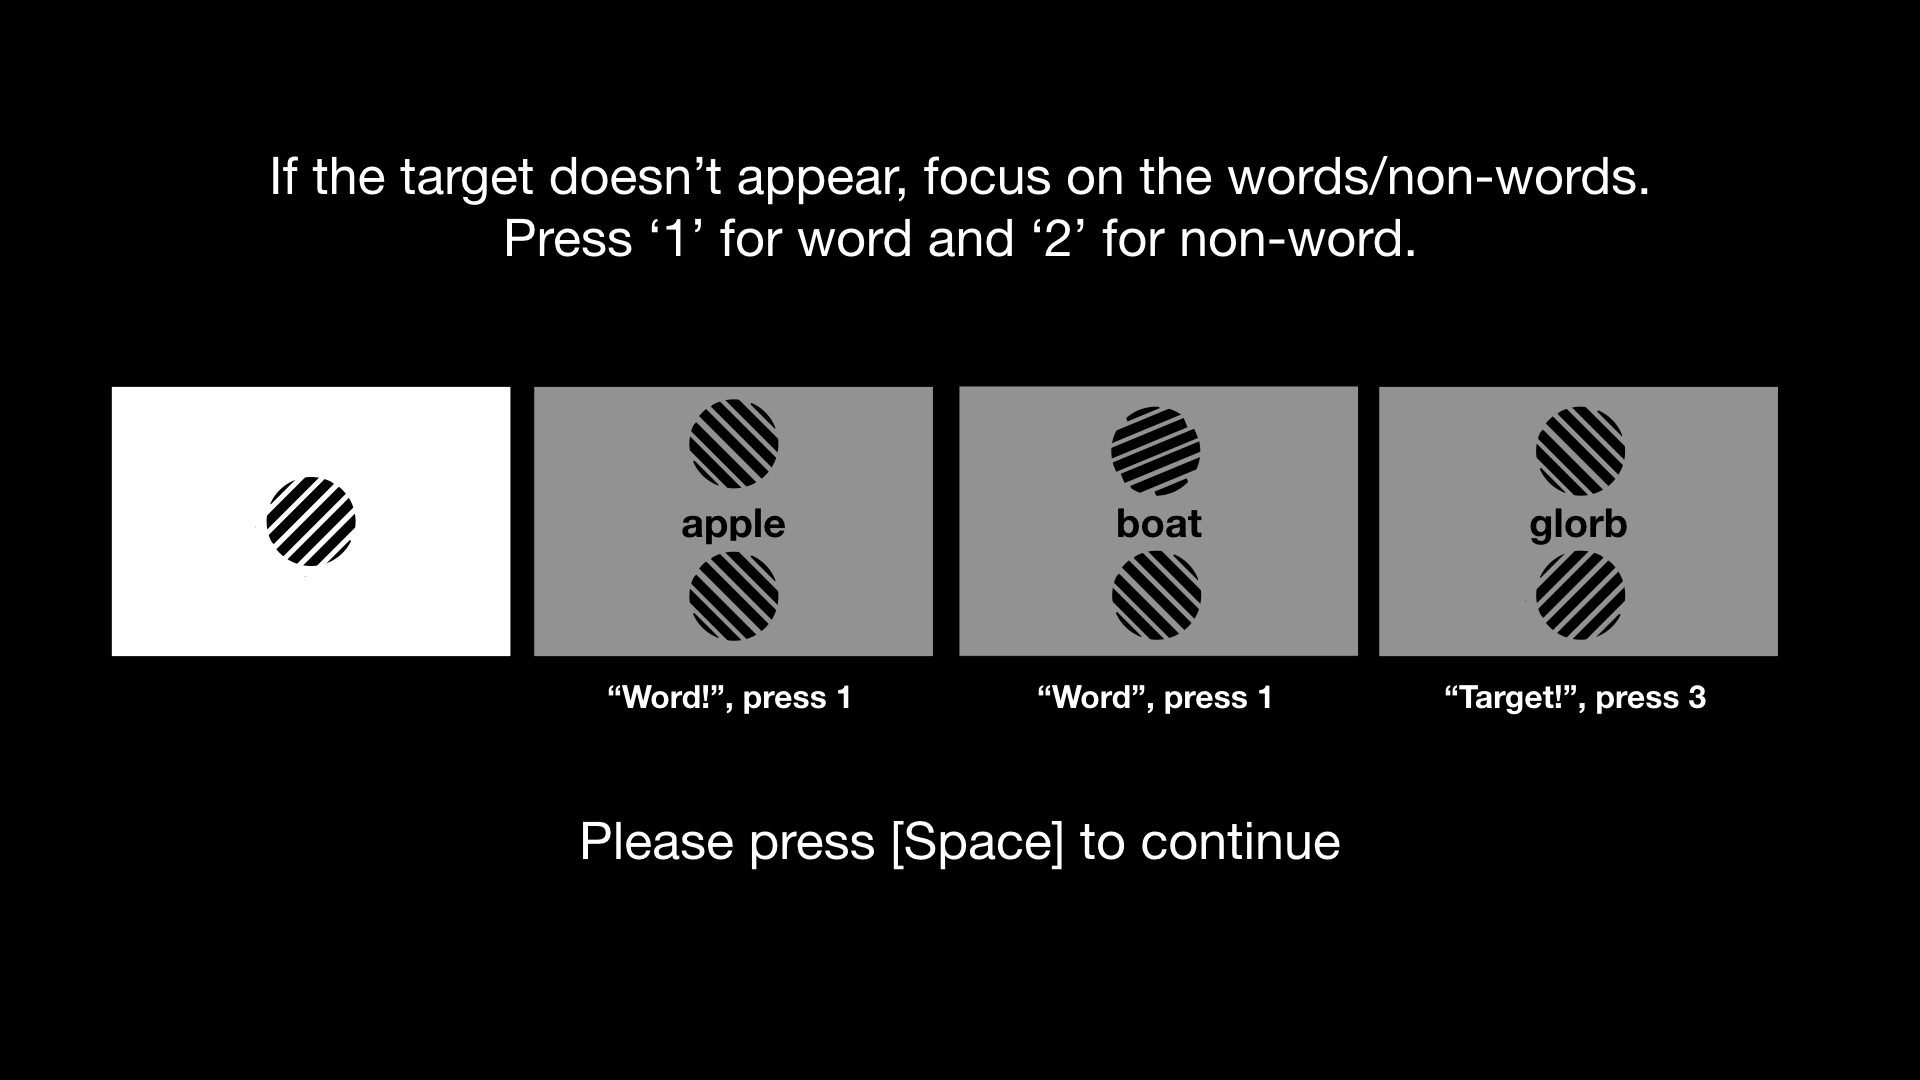 If the target doesn’t appear, focus on the words/non-words.
Press ‘1’ for word and ‘2’ for non-word.
apple
boat
glorb
“Word!”, press 1
“Word”, press 1
“Target!”, press 3
Please press [Space] to continue